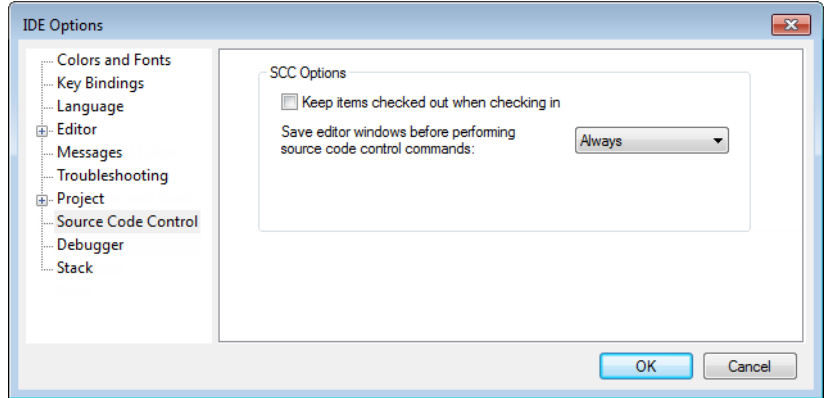 IDE Options
Colors and Fonts
Key Bindings
Language
Editor
Messages
Troubleshooting
Project
Source Code Control
Debugger
Stack
SCC Options
Keep items checked out when checking in
Save editor windows before performing
source code control commands:
Always
OK
Cancel